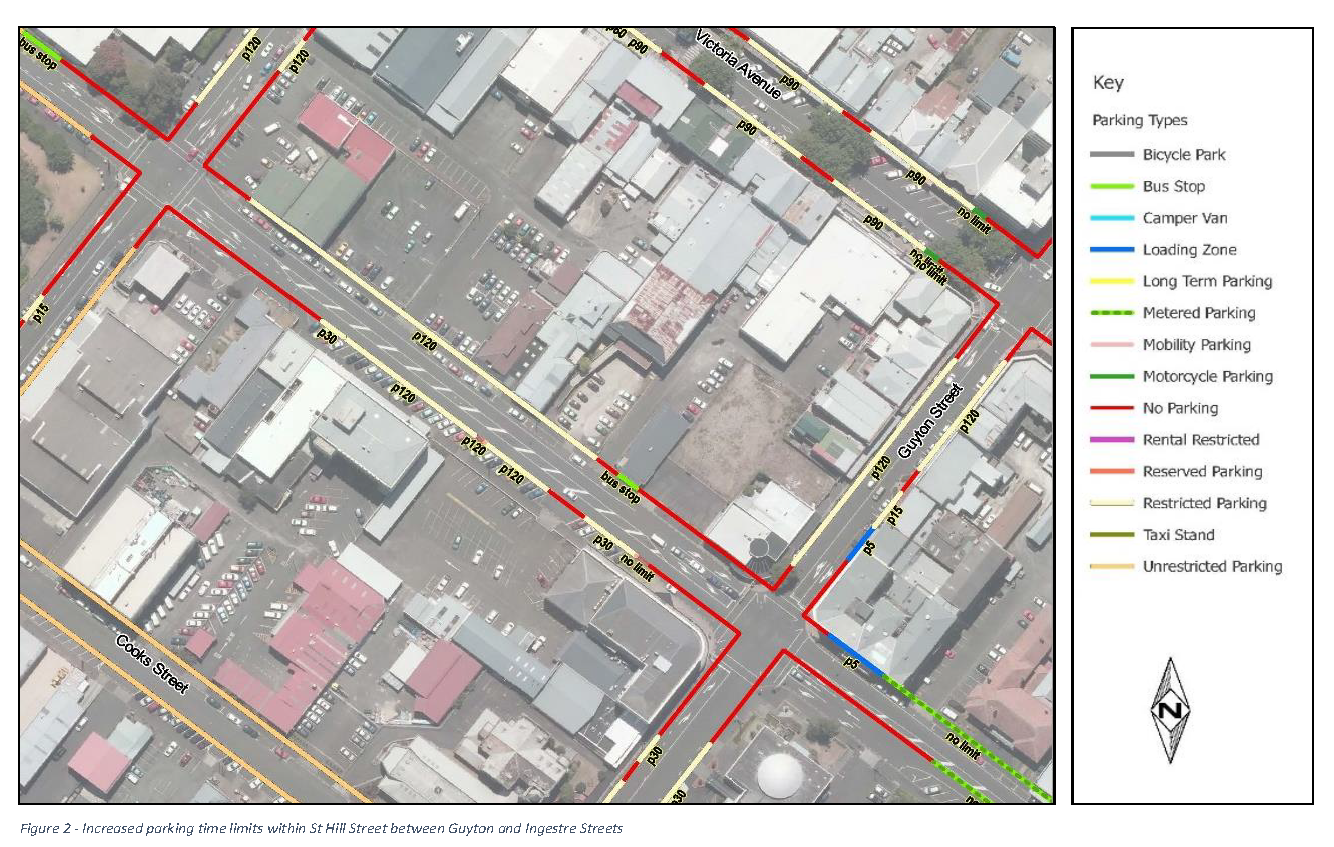 bus stop
p120
p120
p60
p90
Victoria Avenue
p90
p90
p90
p90
no limit
no limit
no limit
p15
p30
p120
p120
p120
p120
bus stop
Guyton Street
p120
p120
p15
p5
p30
no limit
p5
no limit
p30
p30
Cooks Street
Key
Parking Types
Bicycle Park
Bus Stop
Camper Van
Loading Zone
Long Term Parking
Metered Parking
Mobility Parking
Motorcycle Parking
No Parking
Rental Restricted
Reserved Parking
Restricted Parking
Taxi Stand
Unrestricted Parking
N
Figure 2 - Increased parking time limits within St Hill Street between Guyton and Ingestre Streets